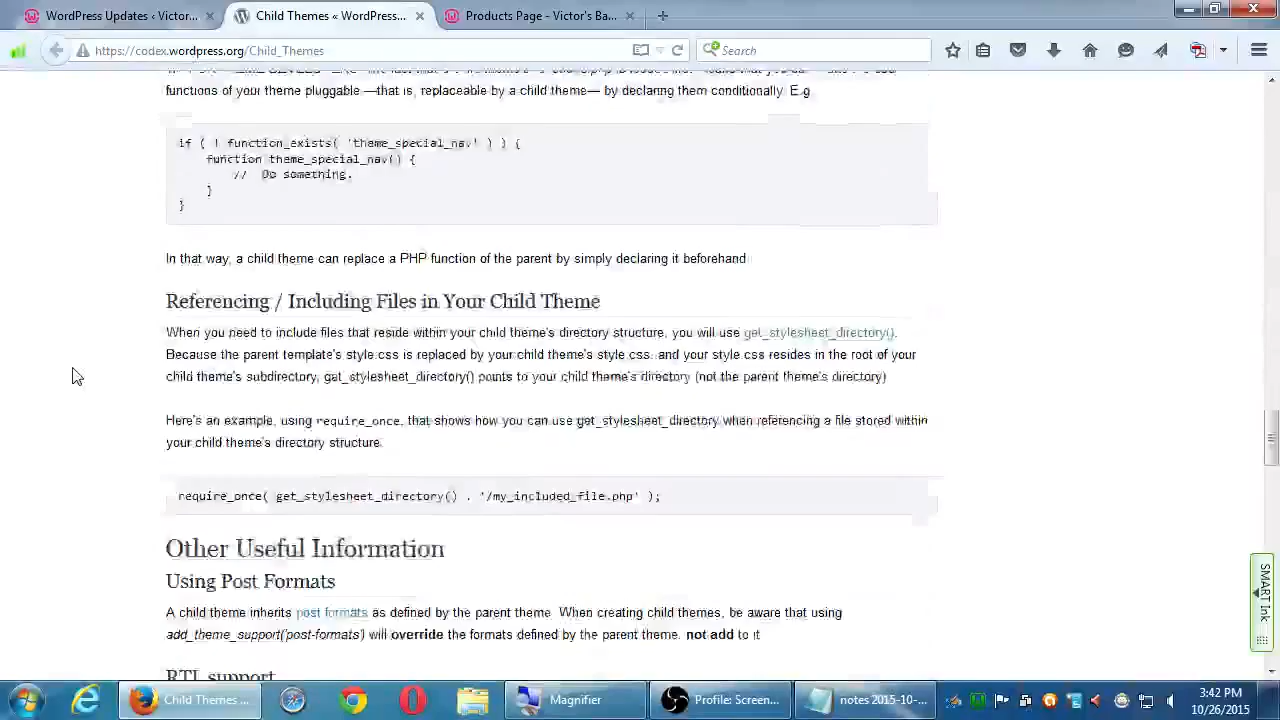 WordPress Updates ‹ Victor...
Child Themes « WordPress...
Products Page - Victor's Ba...
https://codex.wordpress.org/Child_Themes
Search
functions of your theme pluggable —that is, replaceable by a child theme— by declaring them conditionally. E.g.
if ( ! function_exists( 'theme_special_nav' ) ) {
function theme_special_nav() {
// Do something.
}
}
In that way, a child theme can replace a PHP function of the parent by simply declaring it beforehand
Referencing / Including Files in Your Child Theme
When you need to include files that reside within your child theme's directory structure, you will use get_stylesheet_directory().
Because the parent template's style.css is replaced by your child theme's style.css, and your style.css resides in the root of your
child theme's subdirectory, get_stylesheet_directory() points to your child theme's directory (not the parent theme's directory)
Here's an example, using require_once, that shows how you can use get_stylesheet_directory when referencing a file stored within
your child theme's directory structure.
require_once( get_stylesheet_directory() . '/my_included_file.php' );
Other Useful Information
Using Post Formats
A child theme inherits post formats as defined by the parent theme. When creating child themes, be aware that using
add_theme_support('post-formats') will override the formats defined by the parent theme, not add to it
RTL support
SMART Ink
Child Themes ...
Magnifier
Profile: Screen...
notes 2015-10-...
3:42 PM
10/26/2015